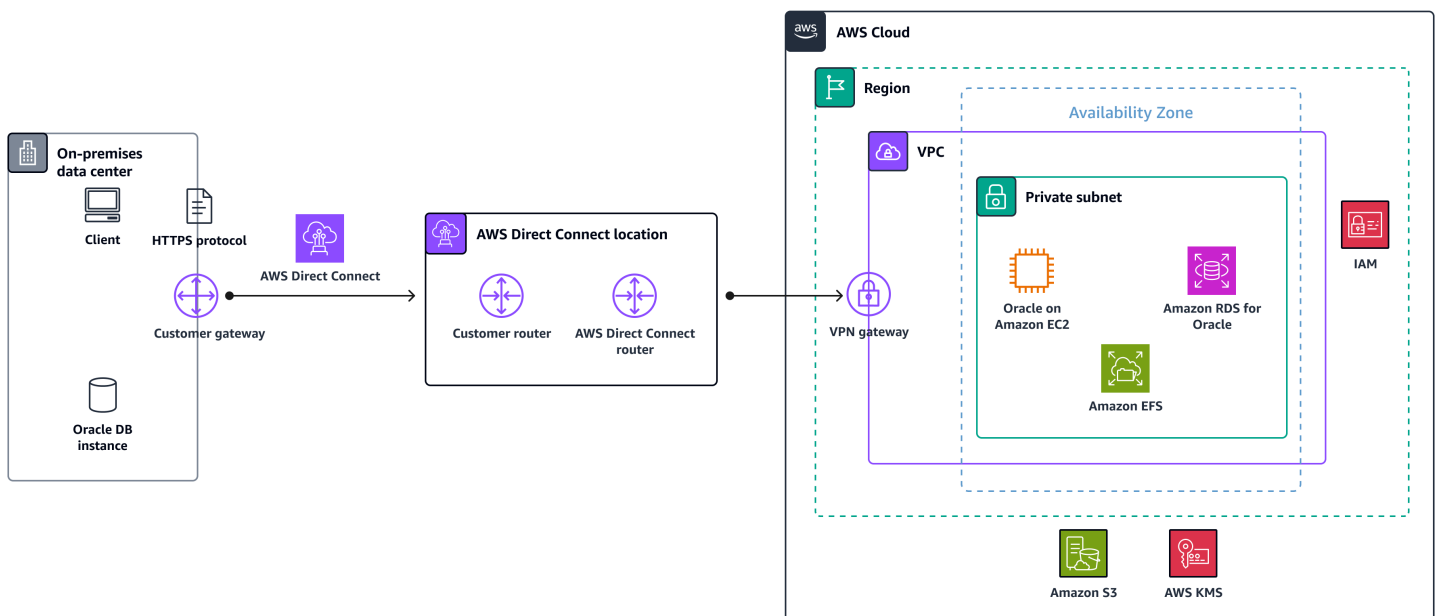 aws
AWS Cloud
Region
Availability Zone
VPC
Private subnet
Oracle on
Amazon EC2
Amazon RDS for
Oracle
Amazon EFS
IAM
VPN gateway
Amazon S3
AWS KMS
On-premises
data center
Client
HTTPS protocol
AWS Direct Connect
Customer gateway
Oracle DB
instance
AWS Direct Connect location
Customer router
AWS Direct Connect
router